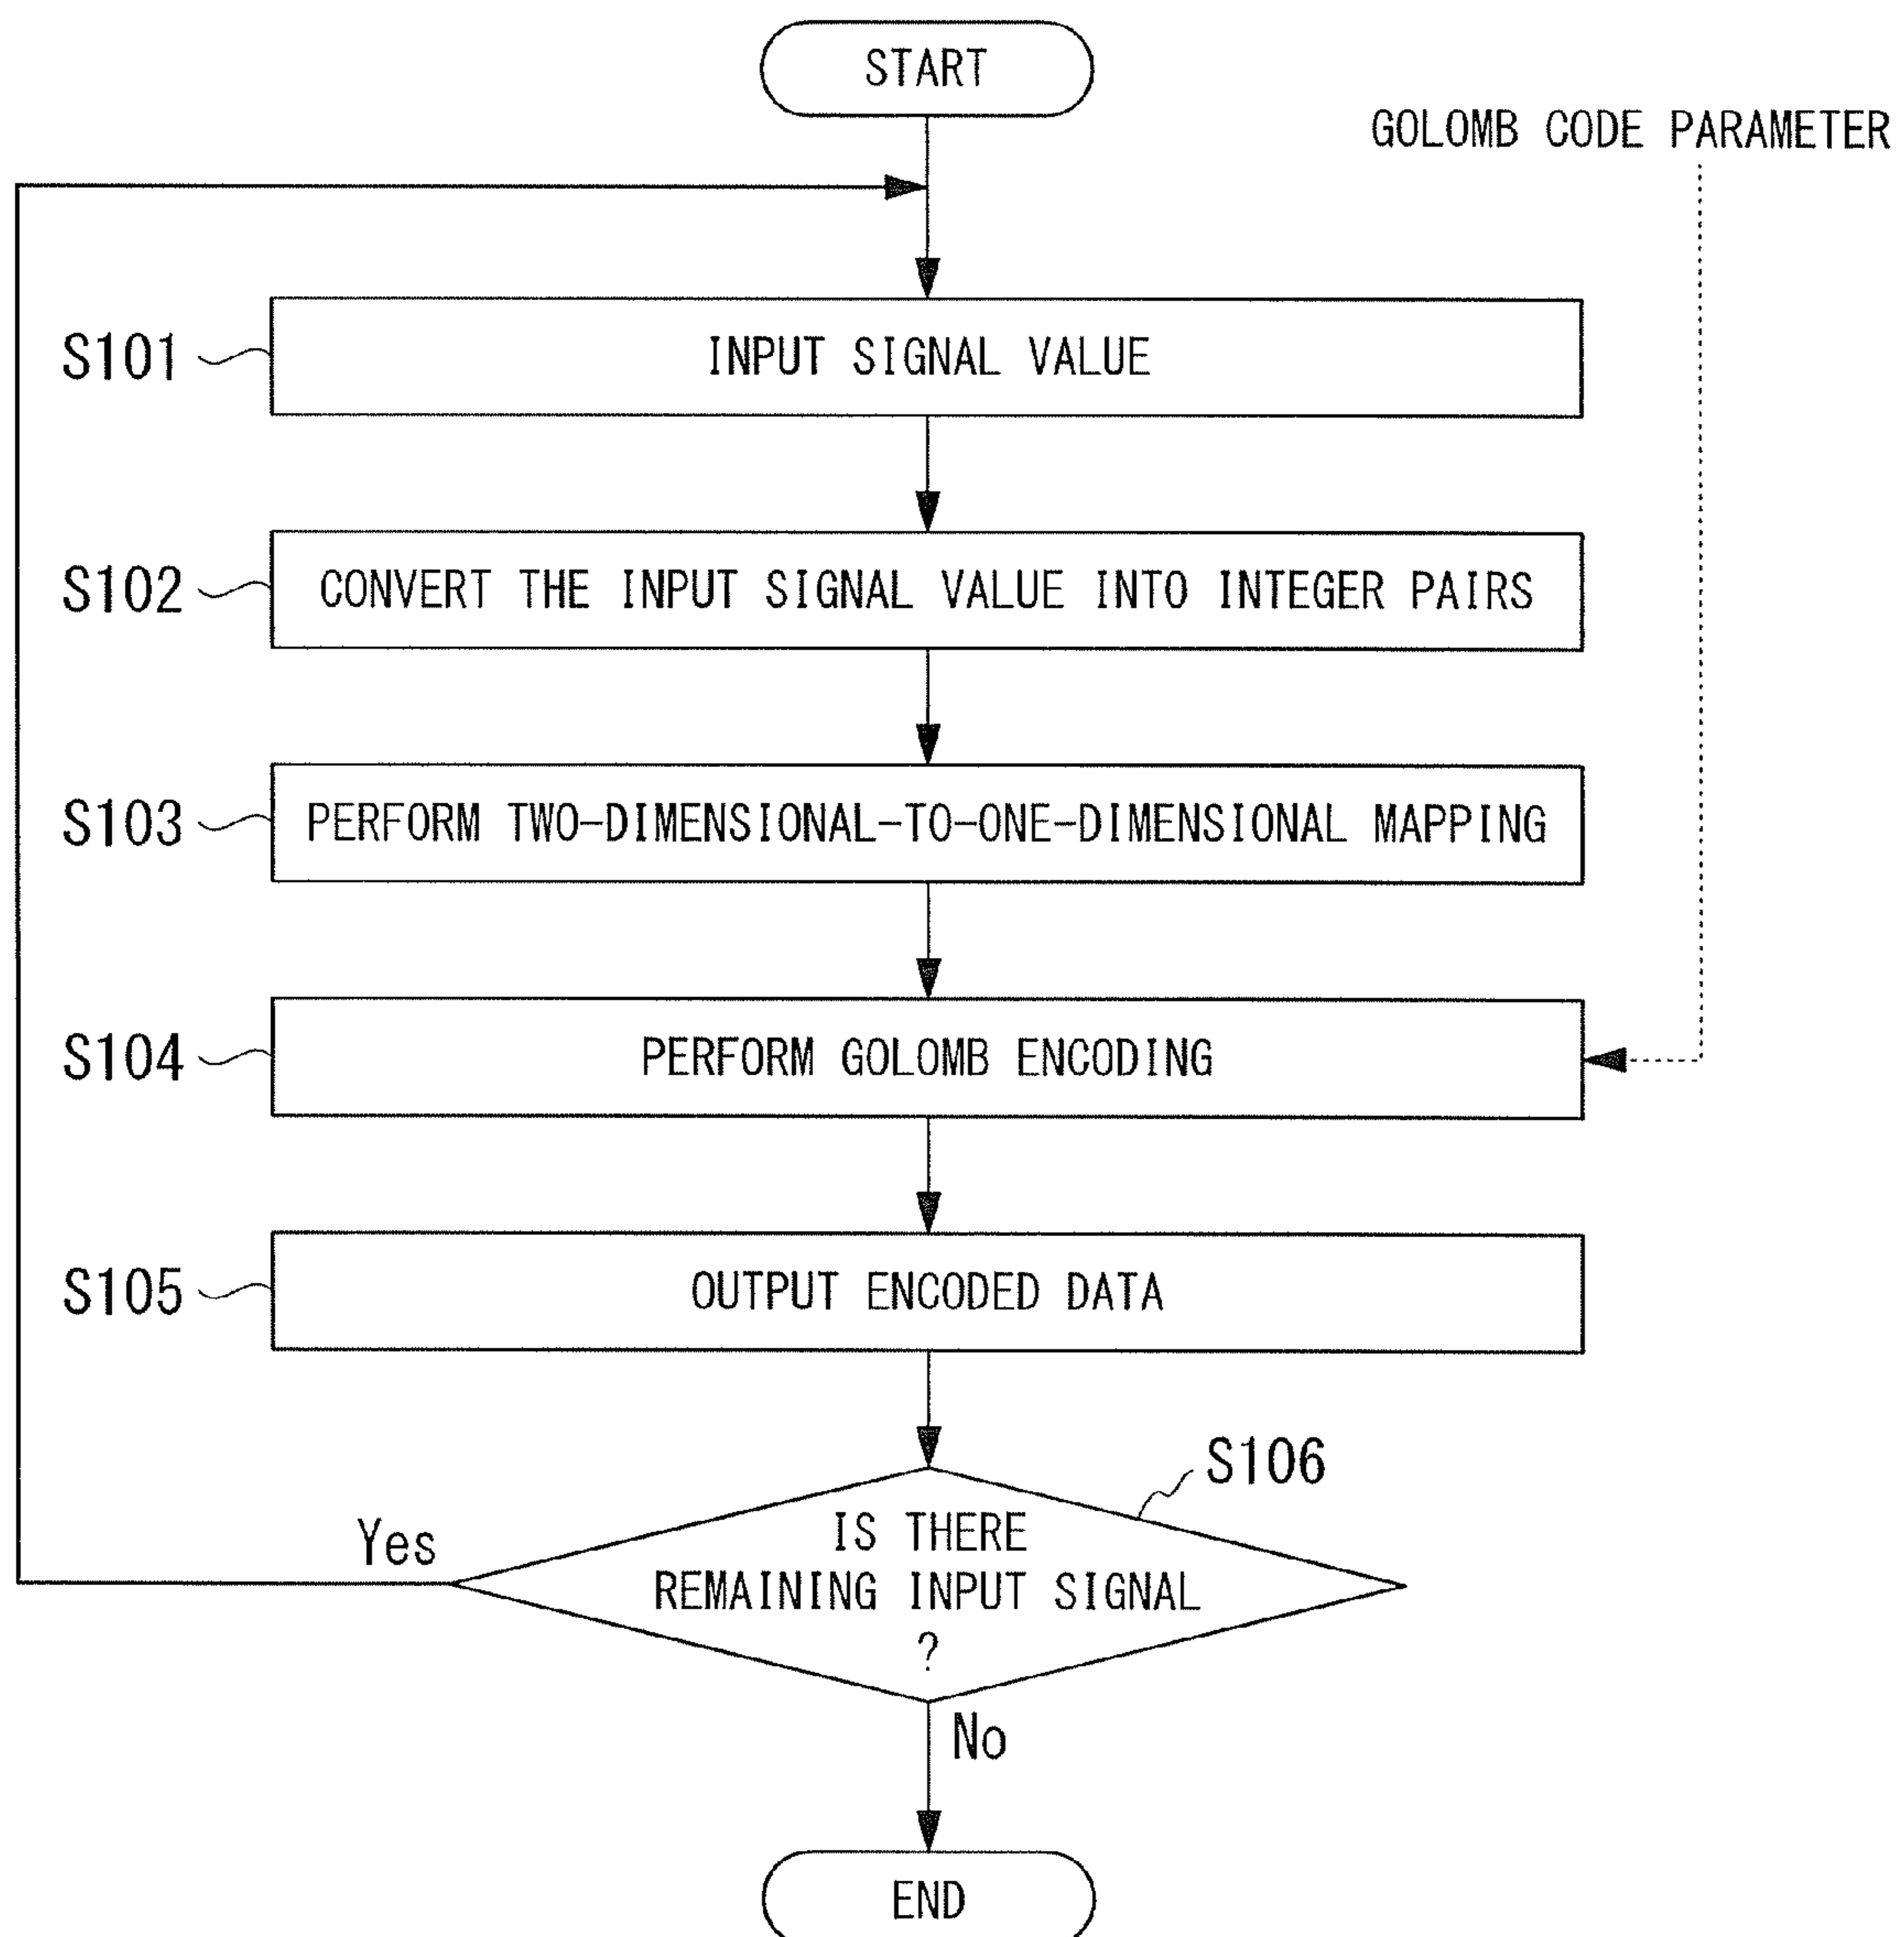 START
GOLOMB CODE PARAMETER
S101
INPUT SIGNAL VALUE
S102
CONVERT THE INPUT SIGNAL VALUE INTO INTEGER PAIRS
S103
PERFORM TWO-DIMENSIONAL-TO-ONE-DIMENSIONAL MAPPING
S104
PERFORM GOLOMB ENCODING
S105
OUTPUT ENCODED DATA
S106
Yes
IS THERE
REMAINING INPUT SIGNAL
?
No
END